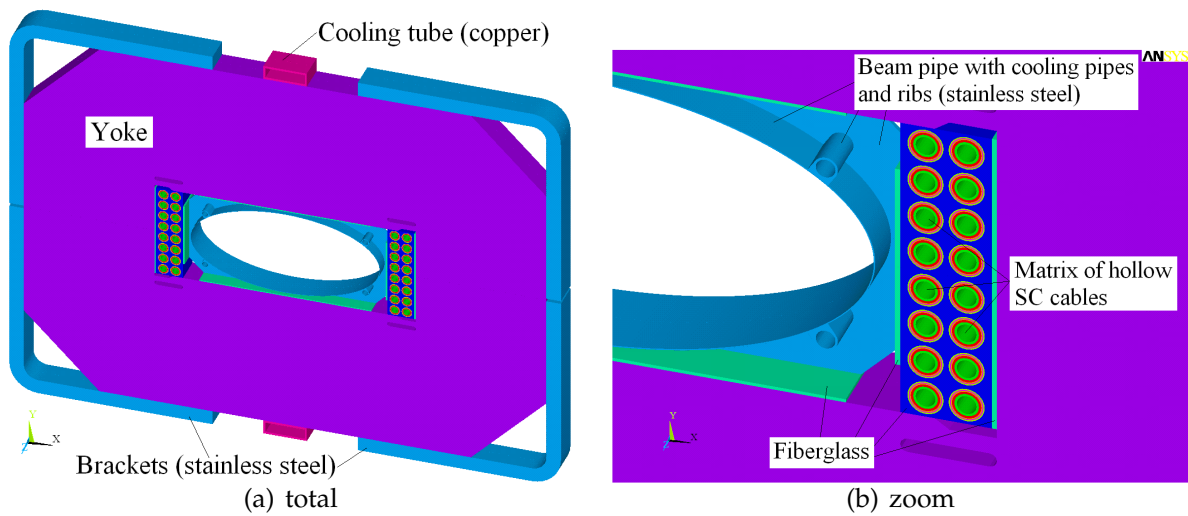 Cooling tube (copper)
Yoke
Y
Z
X
Brackets (stainless steel)
(a) total
ANSYS
Beam pipe with cooling pipes
and ribs (stainless steel)
Matrix of hollow
SC cables
Y
Z
X
Fiberglass
(b) zoom